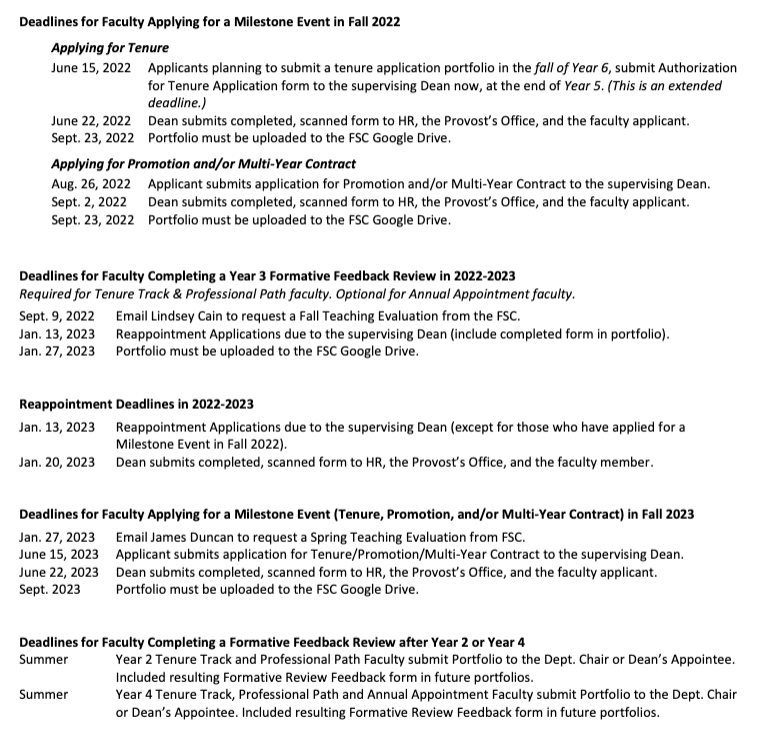 Deadlines for Faculty Applying for a Milestone Event in Fall 2022
Applying for Tenure
June 15, 2022 Applicants planning to submit a tenure application portfolio in the fall of Year 6, submit Authorization
for Tenure Application form to the supervising Dean now, at the end of Year 5. (This is an extended
deadline.)
June 22, 2022 Dean submits completed, scanned form to HR, the Provost's Office, and the faculty applicant.
Sept. 23, 2022 Portfolio must be uploaded to the FSC Google Drive.
Applying for Promotion and/or Multi-Year Contract
Aug. 26, 2022 Applicant submits application for Promotion and/or Multi-Year Contract to the supervising Dean.
Sept. 2, 2022 Dean submits completed, scanned form to HR, the Provost's Office, and the faculty applicant.
Sept. 23, 2022 Portfolio must be uploaded to the FSC Google Drive.
Deadlines for Faculty Completing a Year 3 Formative Feedback Review in 2022-2023
Required for Tenure Track & Professional Path faculty. Optional for Annual Appointment faculty.
Sept. 9, 2022 Email Lindsey Cain to request a Fall Teaching Evaluation from the FSC.
Jan. 13, 2023 Reappointment Applications due to the supervising Dean (include completed form in portfolio).
Jan. 27, 2023 Portfolio must be uploaded to the FSC Google Drive.
Reappointment Deadlines in 2022-2023
Jan. 13, 2023 Reappointment Applications due to the supervising Dean (except for those who have applied for a
Milestone Event in Fall 2022).
Jan. 20, 2023 Dean submits completed, scanned form to HR, the Provost's Office, and the faculty member.
Deadlines for Faculty Applying for a Milestone Event (Tenure, Promotion, and/or Multi-Year Contract) in Fall 2023
Jan. 27, 2023 Email James Duncan to request a Spring Teaching Evaluation from FSC.
June 15, 2023 Applicant submits application for Tenure/Promotion/Multi-Year Contract to the supervising Dean.
June 22, 2023 Dean submits completed, scanned form to HR, the Provost's Office, and the faculty applicant.
Sept. 2023 Portfolio must be uploaded to the FSC Google Drive.
Deadlines for Faculty Completing a Formative Feedback Review after Year 2 or Year 4
Summer Year 2 Tenure Track and Professional Path Faculty submit Portfolio to the Dept. Chair or Dean's Appointee.
Included resulting Formative Review Feedback form in future portfolios.
Summer Year 4 Tenure Track, Professional Path and Annual Appointment Faculty submit Portfolio to the Dept. Chair
or Dean's Appointee. Included resulting Formative Review Feedback form in future portfolios.